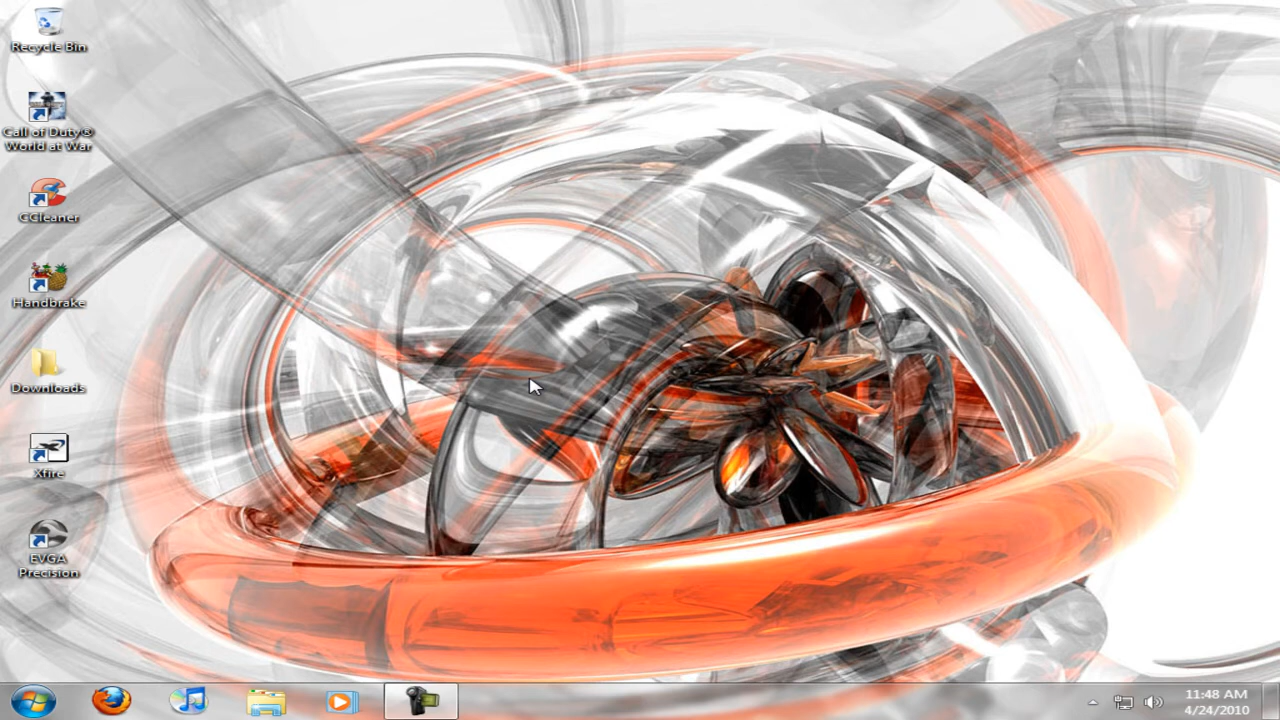 Recycle Bin
Call of Duty®
World at War
CCleaner
Handbrake
Downloads
Xfire
EVGA
Precision
11:48 AM
4/24/2010